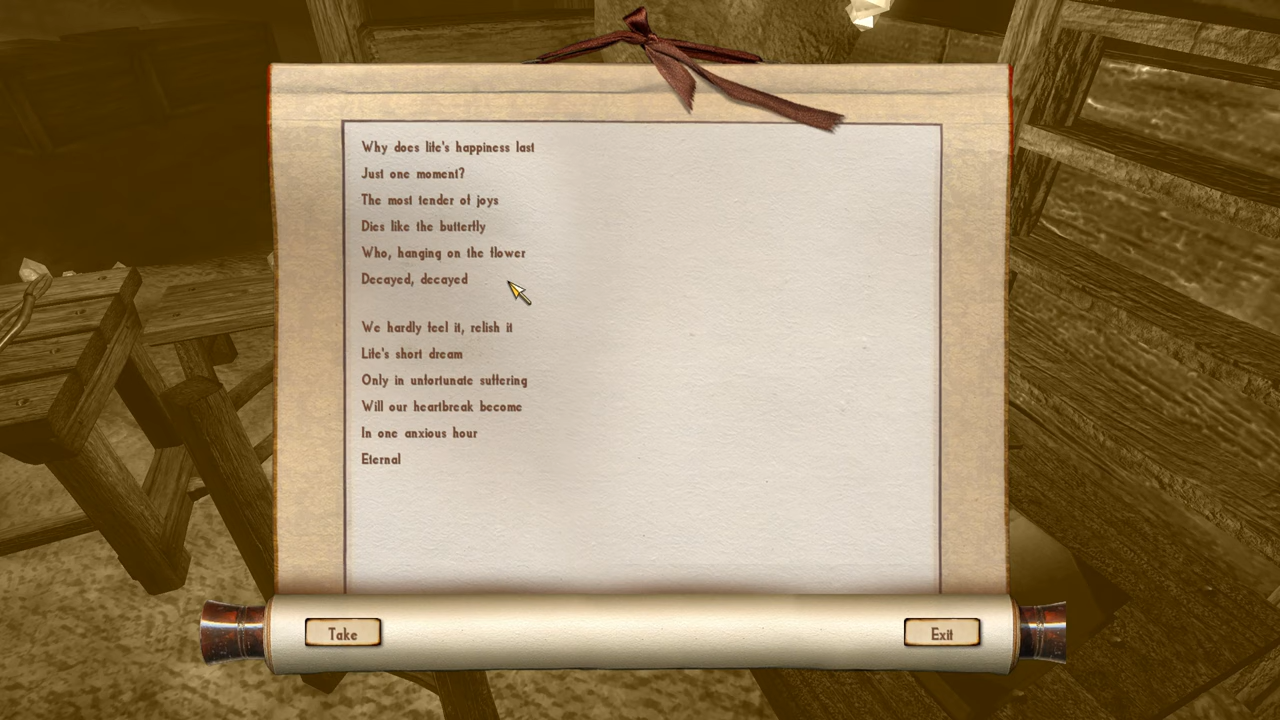 Why does life's happiness last
Just one moment?
The most tender of joys
Dies like the butterfly
Who, hanging on the flower
Decayed, decayed
We hardly feel it, relish it
Life's short dream
Only in unfortunate suffering
Will our heartbreak become
In one anxious hour
Eternal
Take
Exit